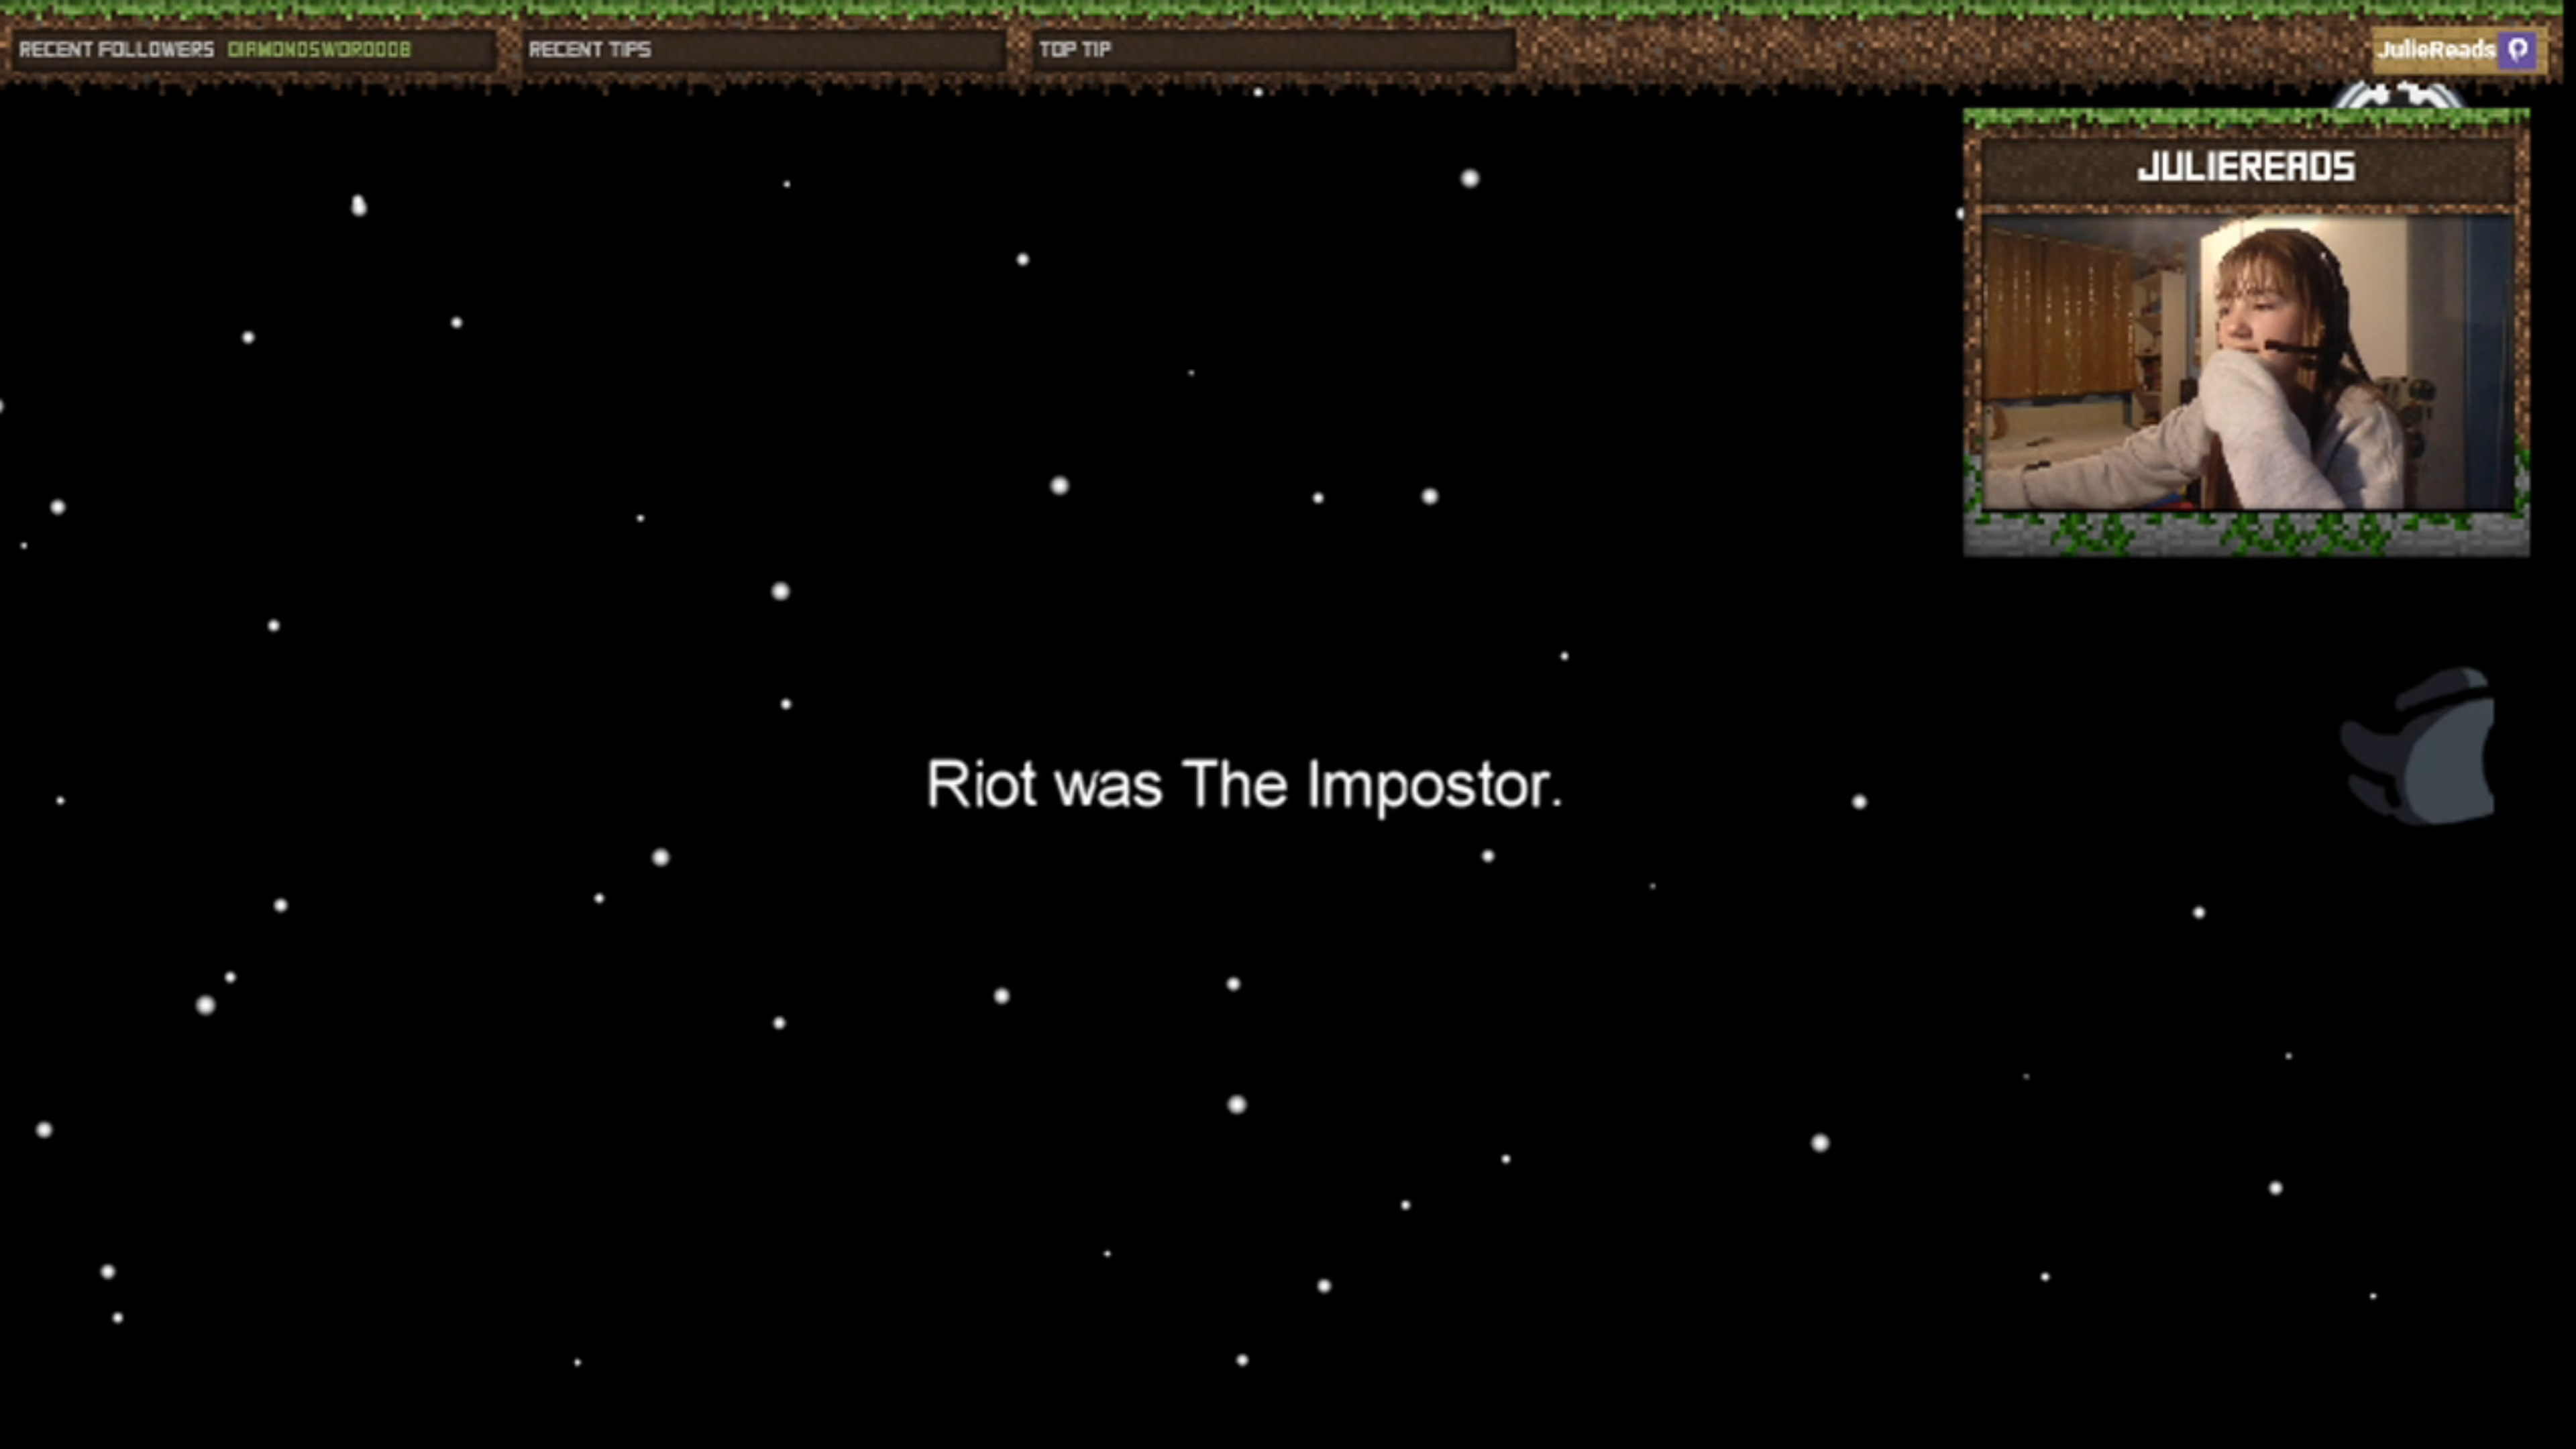 RECENT FOLLOWERS DIAMONDSWORD008
RECENT TIPS
TOP TIP
JulieReads
JULIEREADS
Riot was The Impostor.